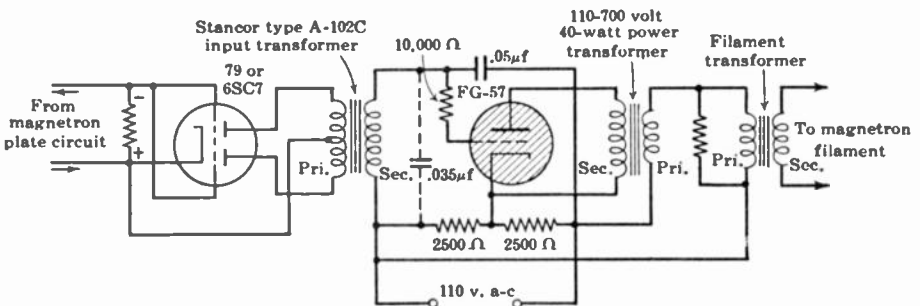 Stancor type A-102C
input transformer
79 or
6SC7
10,000 Ω
.05μf
FG-57
110-700 volt
40-watt power
transformer
Filament
transformer
From
magnetron
plate circuit
-
+
Pri.
Sec.
.035μf
Sec.
Pri.
Pri.
Sec.
To magnetron
filament
2500 Ω
2500 Ω
110 v. a-c